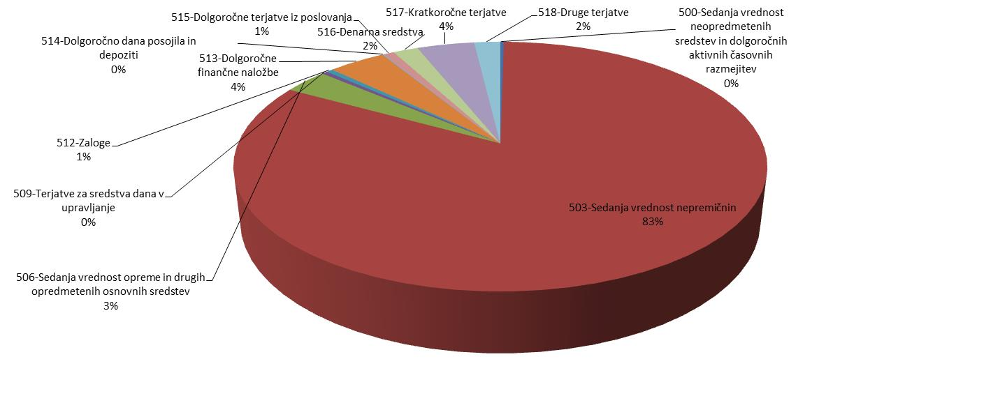 515-Dolgoročne terjatve iz poslovanja
1%
517-Kratkoročne terjatve
4%
518-Druge terjatve
2%
500-Sedanja vrednost
neopredmetenih
sredstev in dolgoročnih
aktivnih časovnih
razmejitev
0%
516-Denarna sredstva
2%
514-Dolgoročno dana posojila in
depoziti
0%
513-Dolgoročne
finančne naložbe
4%
512-Zaloge
1%
509-Terjatve za sredstva dana v
upravljanje
0%
503-Sedanja vrednost nepremičnin
83%
506-Sedanja vrednost opreme in drugih
opredmetenih osnovnih sredstev
3%